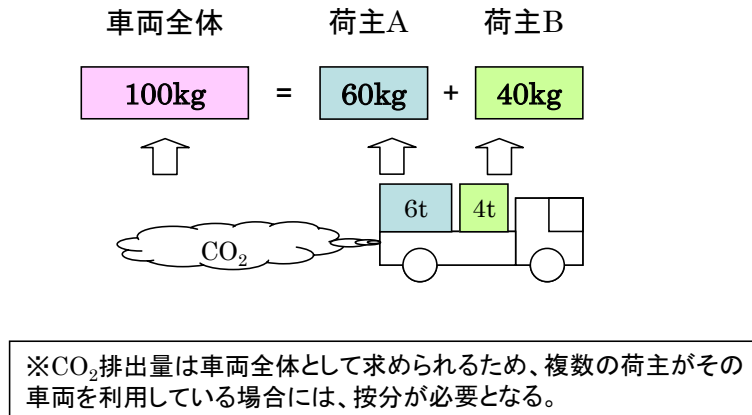 車両全体 荷主A 荷主B
100kg = 60kg + 40kg
6t 4t
CO₂
※CO₂排出量は車両全体として求められるため、複数の荷主がその
車両を利用している場合には、按分が必要となる。